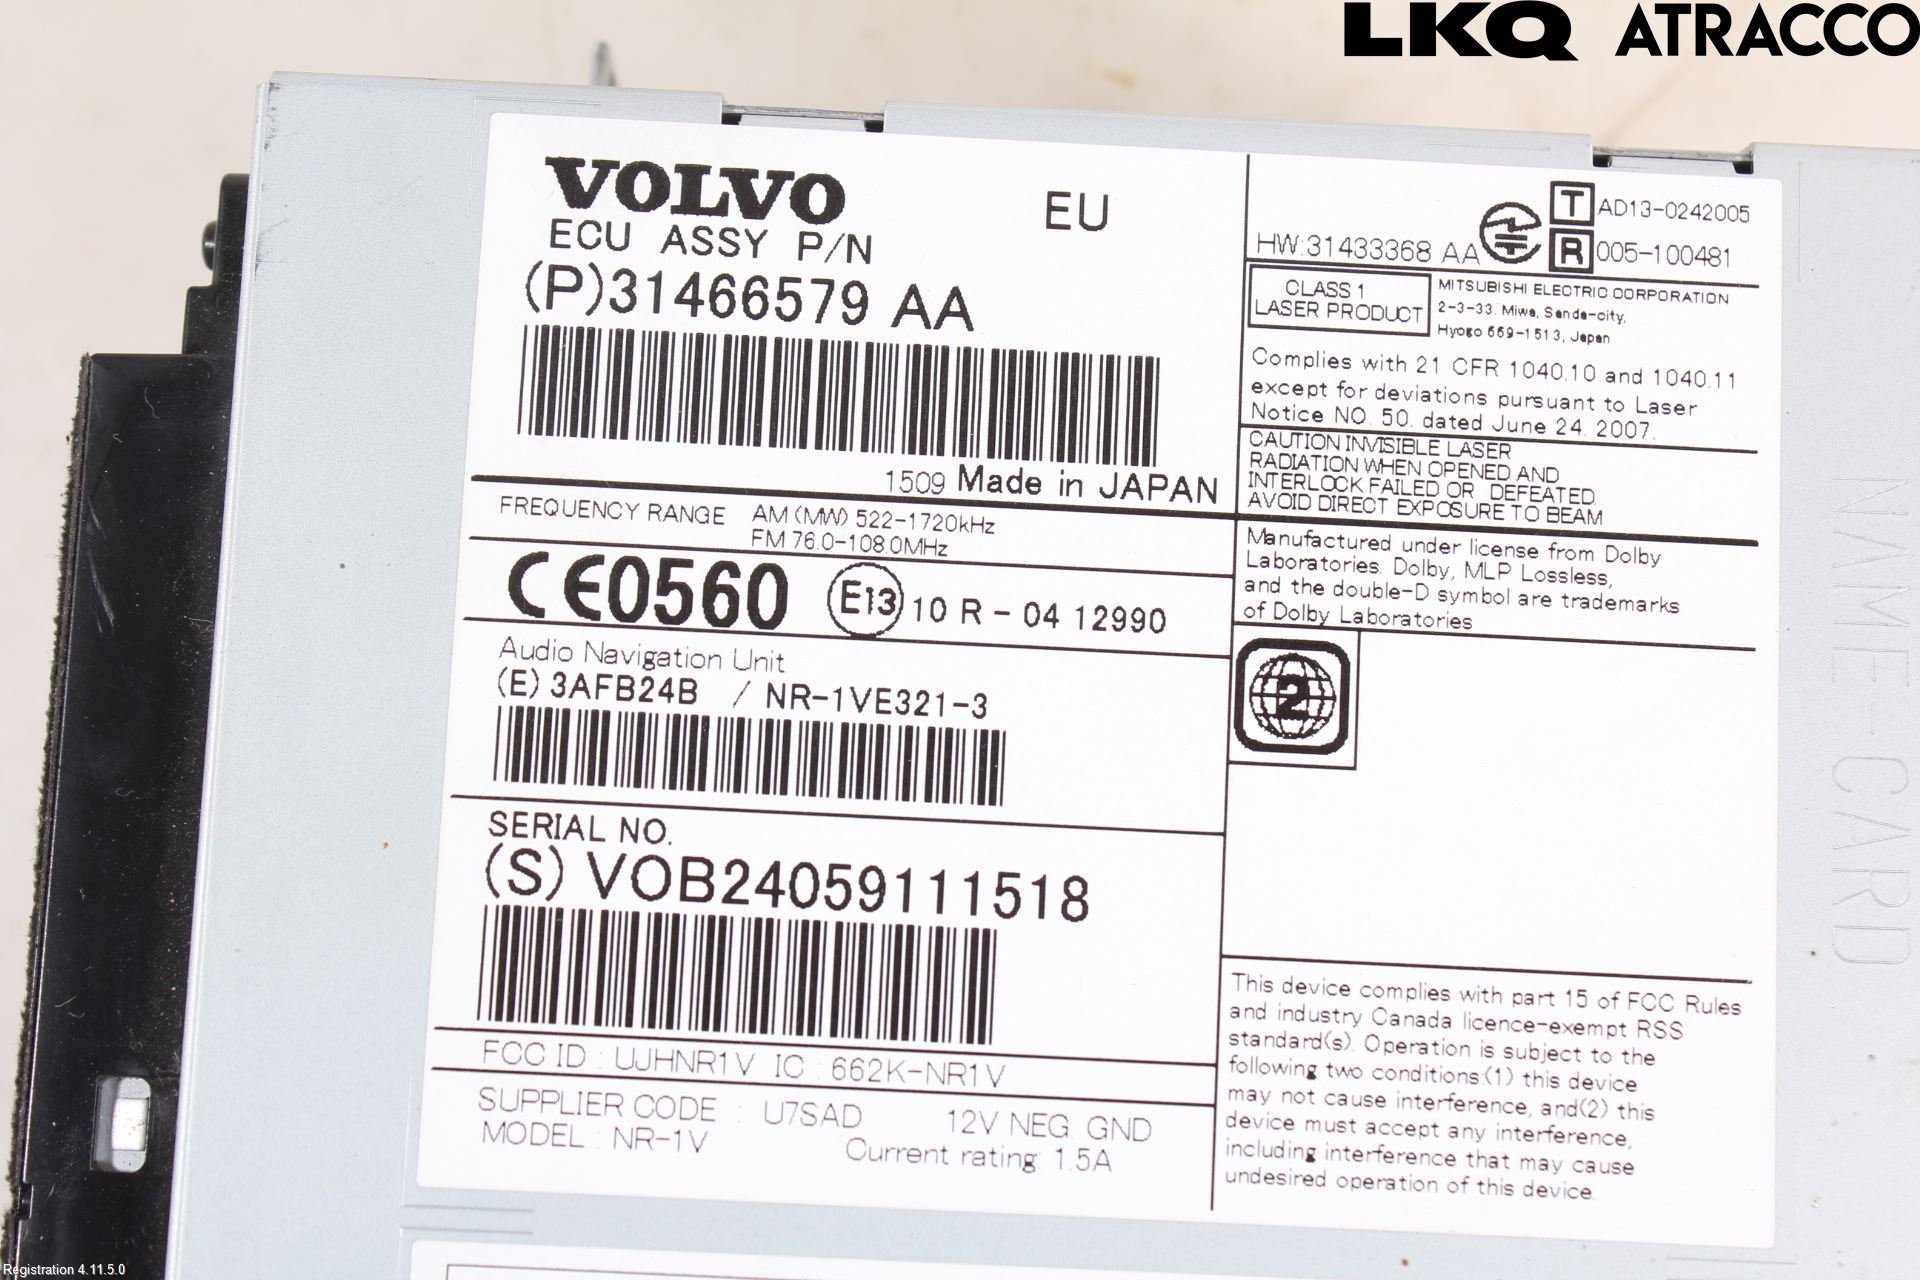 LKQ ATRACCO
VOLVO
EU
ECU ASSY P/N
(P)31466579 AA
1509 Made in JAPAN
FREQUENCY RANGE AM (MW) 522-1720kHz
FM 76.0-108.0MHz
CE0560 E13 10 R - 04 12990
Audio Navigation Unit
(E) 3AFB24B / NR-1VE321-3
SERIAL NO.
(S) VOB24059111518
FCC ID : UJHNR1V IC : 662K-NR1V
SUPPLIER CODE : U7SAD 12V NEG. GND
MODEL : NR-1V Current rating: 1.5A
T AD13-0242005
HW:31433368 AA R 005-100481
CLASS 1
LASER PRODUCT
MITSUBISHI ELECTRIC CORPORATION
2-3-33. Miwa, Sanda-city,
Hyogo 669-1513, Japan
Complies with 21 CFR 1040.10 and 1040.11
except for deviations pursuant to Laser
Notice NO. 50. dated June 24. 2007.
CAUTION INVISIBLE LASER
RADIATION WHEN OPENED AND
INTERLOCK FAILED OR DEFEATED
AVOID DIRECT EXPOSURE TO BEAM
Manufactured under license from Dolby
Laboratories. Dolby, MLP Lossless,
and the double-D symbol are trademarks
of Dolby Laboratories
2
This device complies with part 15 of FCC Rules
and industry Canada licence-exempt RSS
standard(s). Operation is subject to the
following two conditions:(1) this device
may not cause interference, and(2) this
device must accept any interference,
including interference that may cause
undesired operation of this device.
NAME-CARD
Registration 4.11.5.0